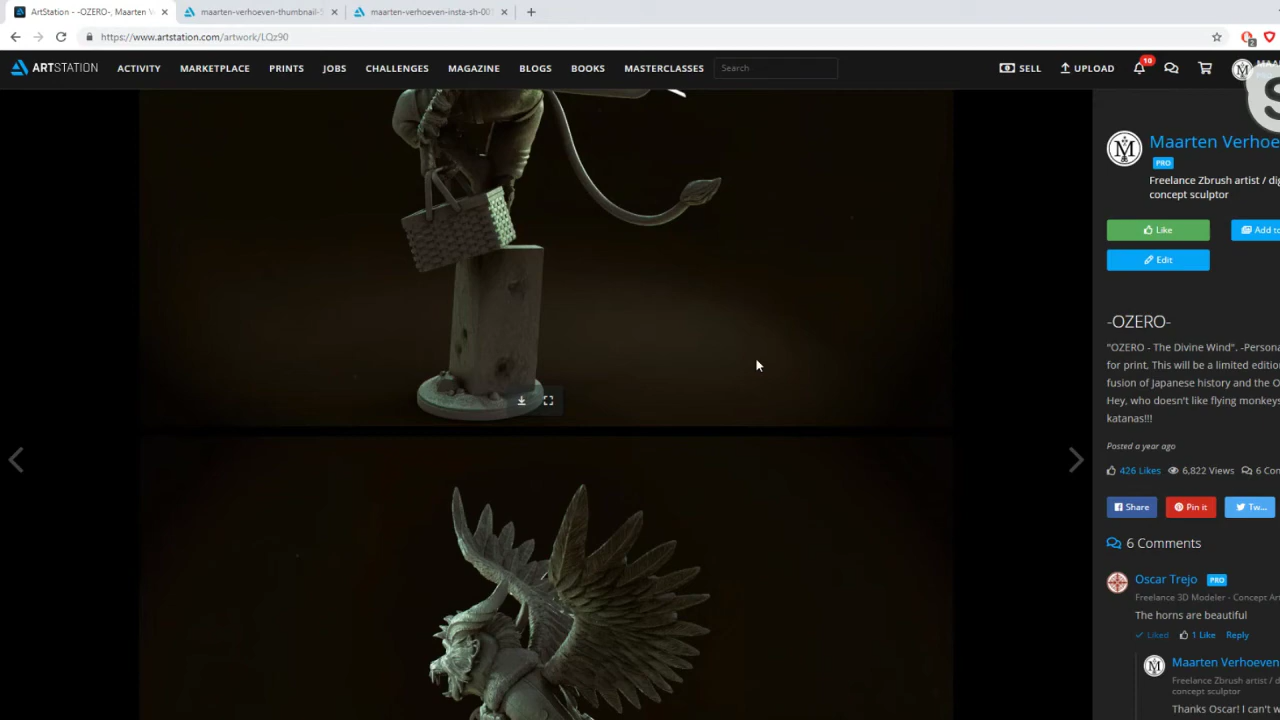 ArtStation - -OZERO-, Maarten V
maarten-verhoeven-thumbnail-
maarten-verhoeven-insta-sh-00
https://www.artstation.com/artwork/LQz90
2
ARTSTATION
ACTIVITY
MARKETPLACE
PRINTS
JOBS
CHALLENGES
MAGAZINE
BLOGS
BOOKS
MASTERCLASSES
Search
SELL
UPLOAD
10
Maarten Verhoe
PRO
Freelance Zbrush artist / di
concept sculptor
Like
Add to
Edit
-OZERO-
"OZERO - The Divine Wind". -Persona
for print, This will be a limited edition
fusion of Japanese history and the O
Hey, who doesn't like flying monkeys
katanas!!!
Posted a year ago
426 Likes 6,822 Views 6 Com
Share
Pin it
Tw...
6 Comments
Oscar Trejo PRO
Freelance 3D Modeler - Concept Ar
The horns are beautiful
Liked 1 Like Reply
Maarten Verhoeven
Freelance Zbrush artist / d
concept sculptor
Thanks Oscar! I can't w